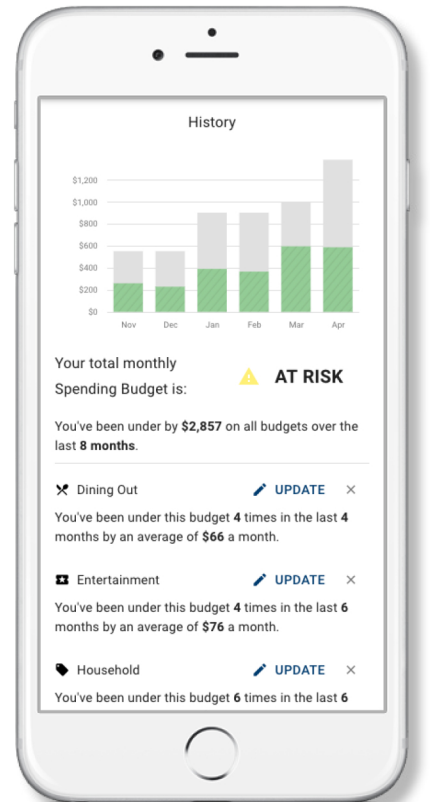 History
$1,200
$1,000
$800
$600
$400
$200
$0
Nov Dec Jan Feb Mar Apr
Your total monthly
Spending Budget is:
AT RISK
You've been under by $2,857 on all budgets over the
last 8 months.
Dining Out UPDATE
You've been under this budget 4 times in the last 4
months by an average of $66 a month.
Entertainment UPDATE
You've been under this budget 4 times in the last 6
months by an average of $76 a month.
Household UPDATE
You've been under this budget 6 times in the last 6